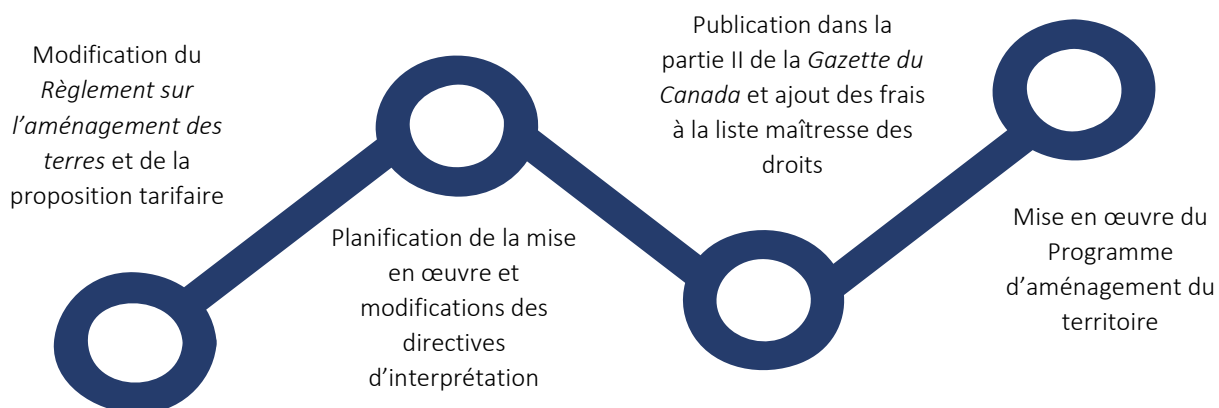 Modification du
Règlement sur
l'aménagement des
terres et de la
proposition tarifaire
Planification de la mise
en œuvre et
modifications des
directives
d'interprétation
Publication dans la
partie II de la Gazette du
Canada et ajout des frais
à la liste maîtresse des
droits
Mise en œuvre du
Programme
d'aménagement du
territoire